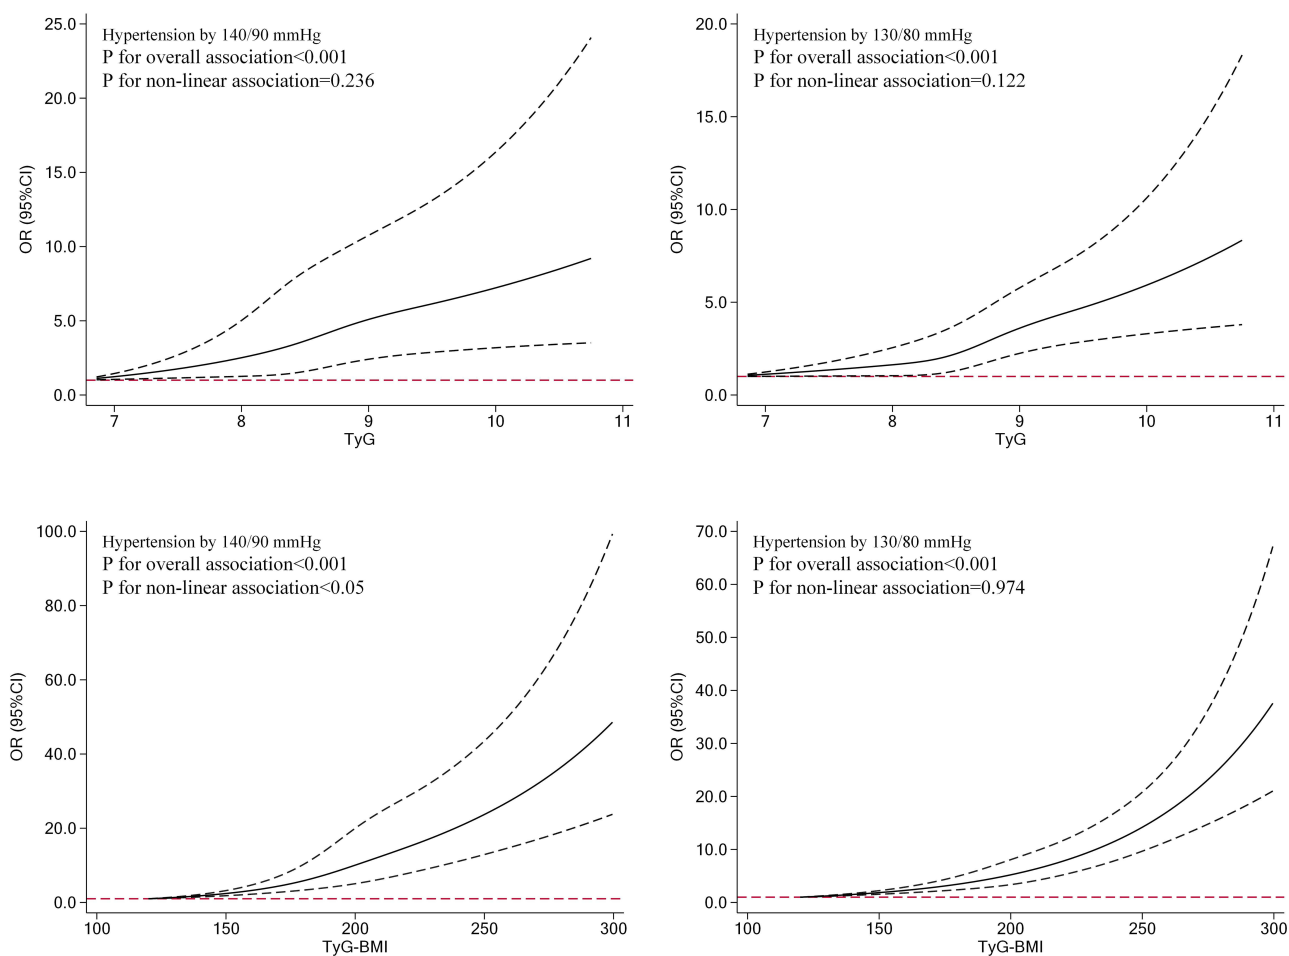 Hypertension by 140/90 mmHg
P for overall association<0.001
P for non-linear association=0.236
OR (95%CI)
25.0
20.0
15.0
10.0
5.0
0.0
7 8 9 10 11
TyG
Hypertension by 130/80 mmHg
P for overall association<0.001
P for non-linear association=0.122
OR (95%CI)
20.0
15.0
10.0
5.0
0.0
7 8 9 10 11
TyG
Hypertension by 140/90 mmHg
P for overall association<0.001
P for non-linear association<0.05
OR (95%CI)
100.0
80.0
60.0
40.0
20.0
0.0
100 150 200 250 300
TyG-BMI
Hypertension by 130/80 mmHg
P for overall association<0.001
P for non-linear association=0.974
OR (95%CI)
70.0
60.0
50.0
40.0
30.0
20.0
10.0
0.0
100 150 200 250 300
TyG-BMI